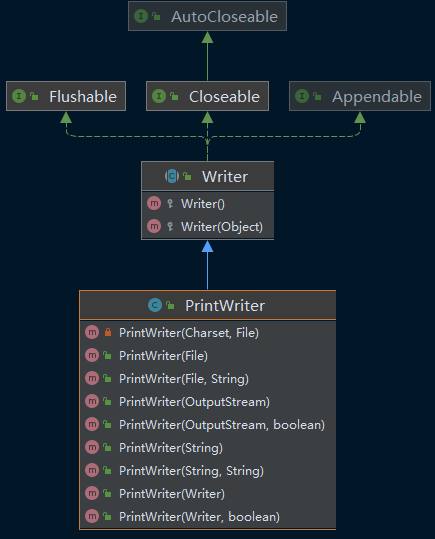 AutoCloseable
Flushable
Closeable
Appendable
Writer
Writer()
Writer(Object)
PrintWriter
PrintWriter(Charset, File)
PrintWriter(File)
PrintWriter(File, String)
PrintWriter(OutputStream)
PrintWriter(OutputStream, boolean)
PrintWriter(String)
PrintWriter(String, String)
PrintWriter(Writer)
PrintWriter(Writer, boolean)